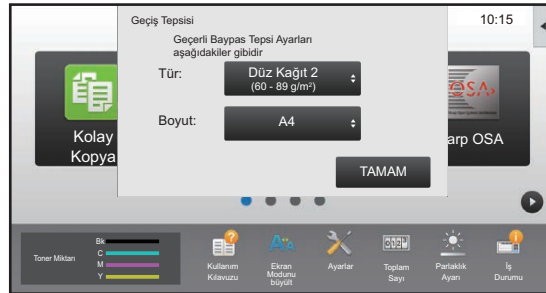 Geçiş Tepsisi
10:15
Geçerli Baypas Tepsi Ayarları
aşağıdakiler gibidir
Tür:
Düz Kağıt 2
(60 - 89 g/m²)
Boyut:
A4
Kolay
Kopya
arp OSA
TAMAM
Toner Miktarı
Bk
C
M
Y
Kullanım
Kılavuzu
Ekran
Modunu
büyült
Ayarlar
Toplam
Sayı
Parlaklık
Ayarı
İş
Durumu